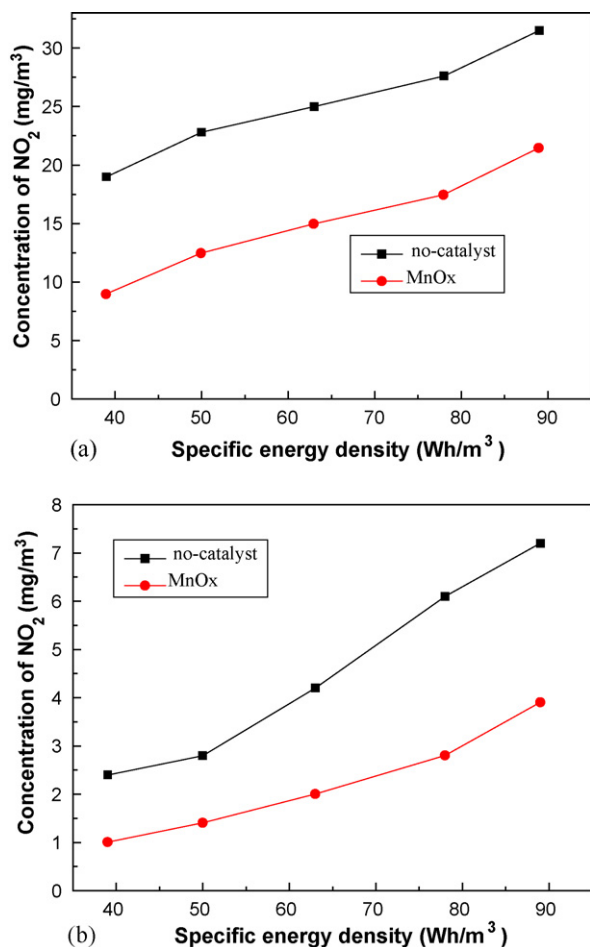 Concentration of NO2 (mg/m3)
30
25
20
15
10
5
0
no-catalyst
MnOx
40 50 60 70 80 90
(a) Specific energy density (Wh/m3 )
Concentration of NO2 (mg/m3)
8
7
6
5
4
3
2
1
0
no-catalyst
MnOx
40 50 60 70 80 90
(b) Specific energy density (Wh/m3 )